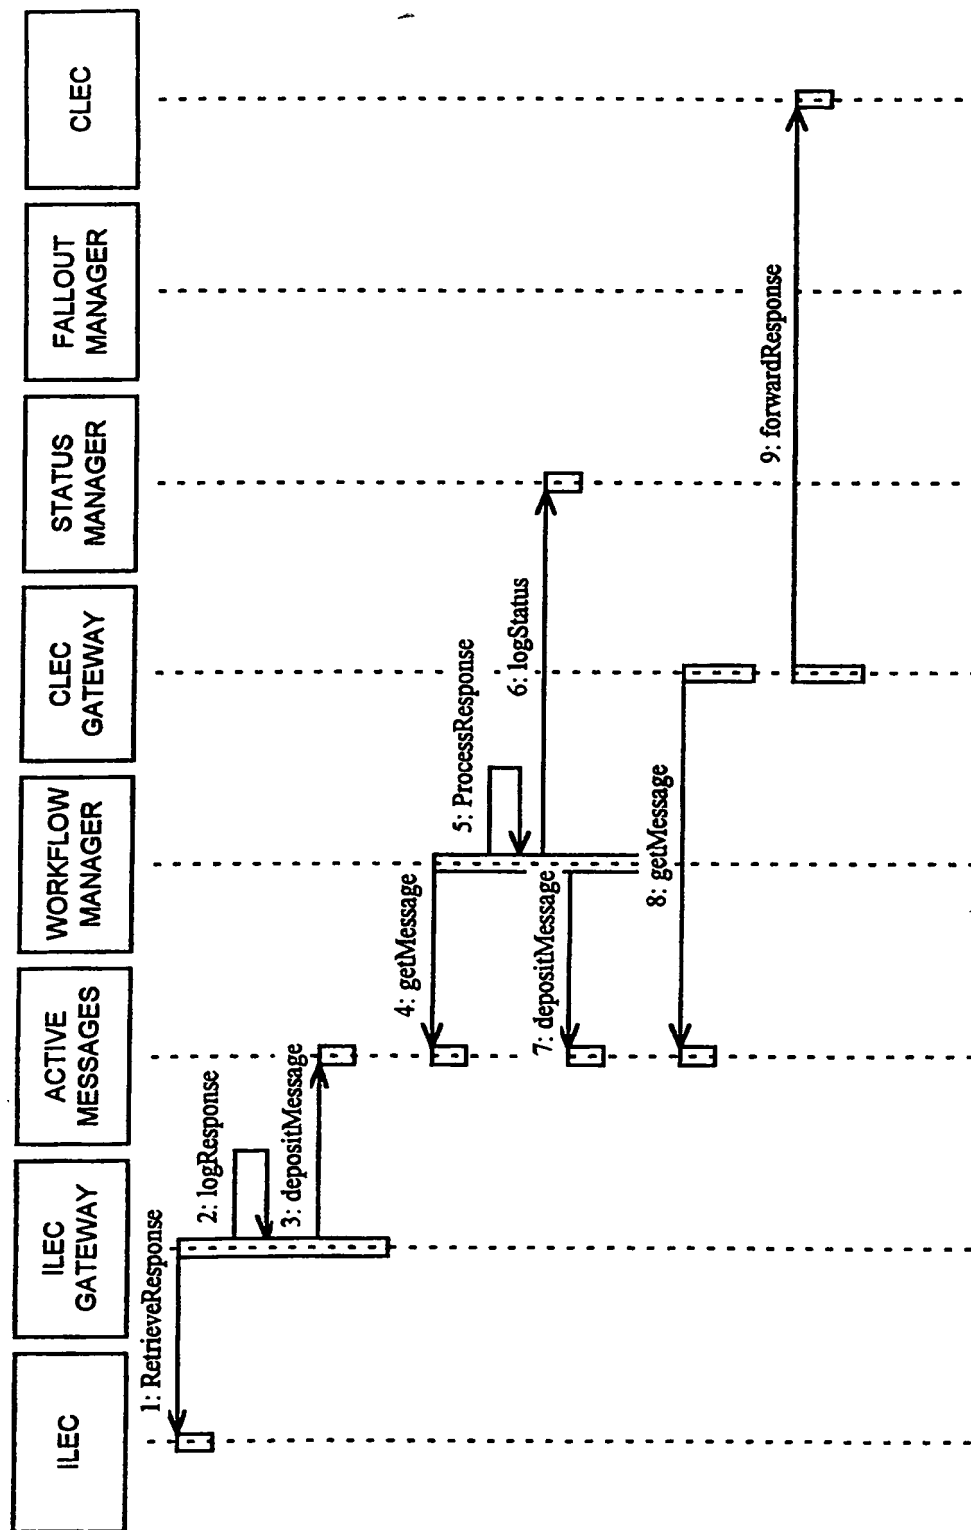 ILEC
ILEC
GATEWAY
ACTIVE
MESSAGES
WORKFLOW
MANAGER
CLEC
GATEWAY
STATUS
MANAGER
FALLOUT
MANAGER
CLEC
1: RetrieveResponse
2: logResponse
3: depositMessage
4: getMessage
5: ProcessResponse
6: logStatus
7: depositMessage
8: getMessage
9: forwardResponse